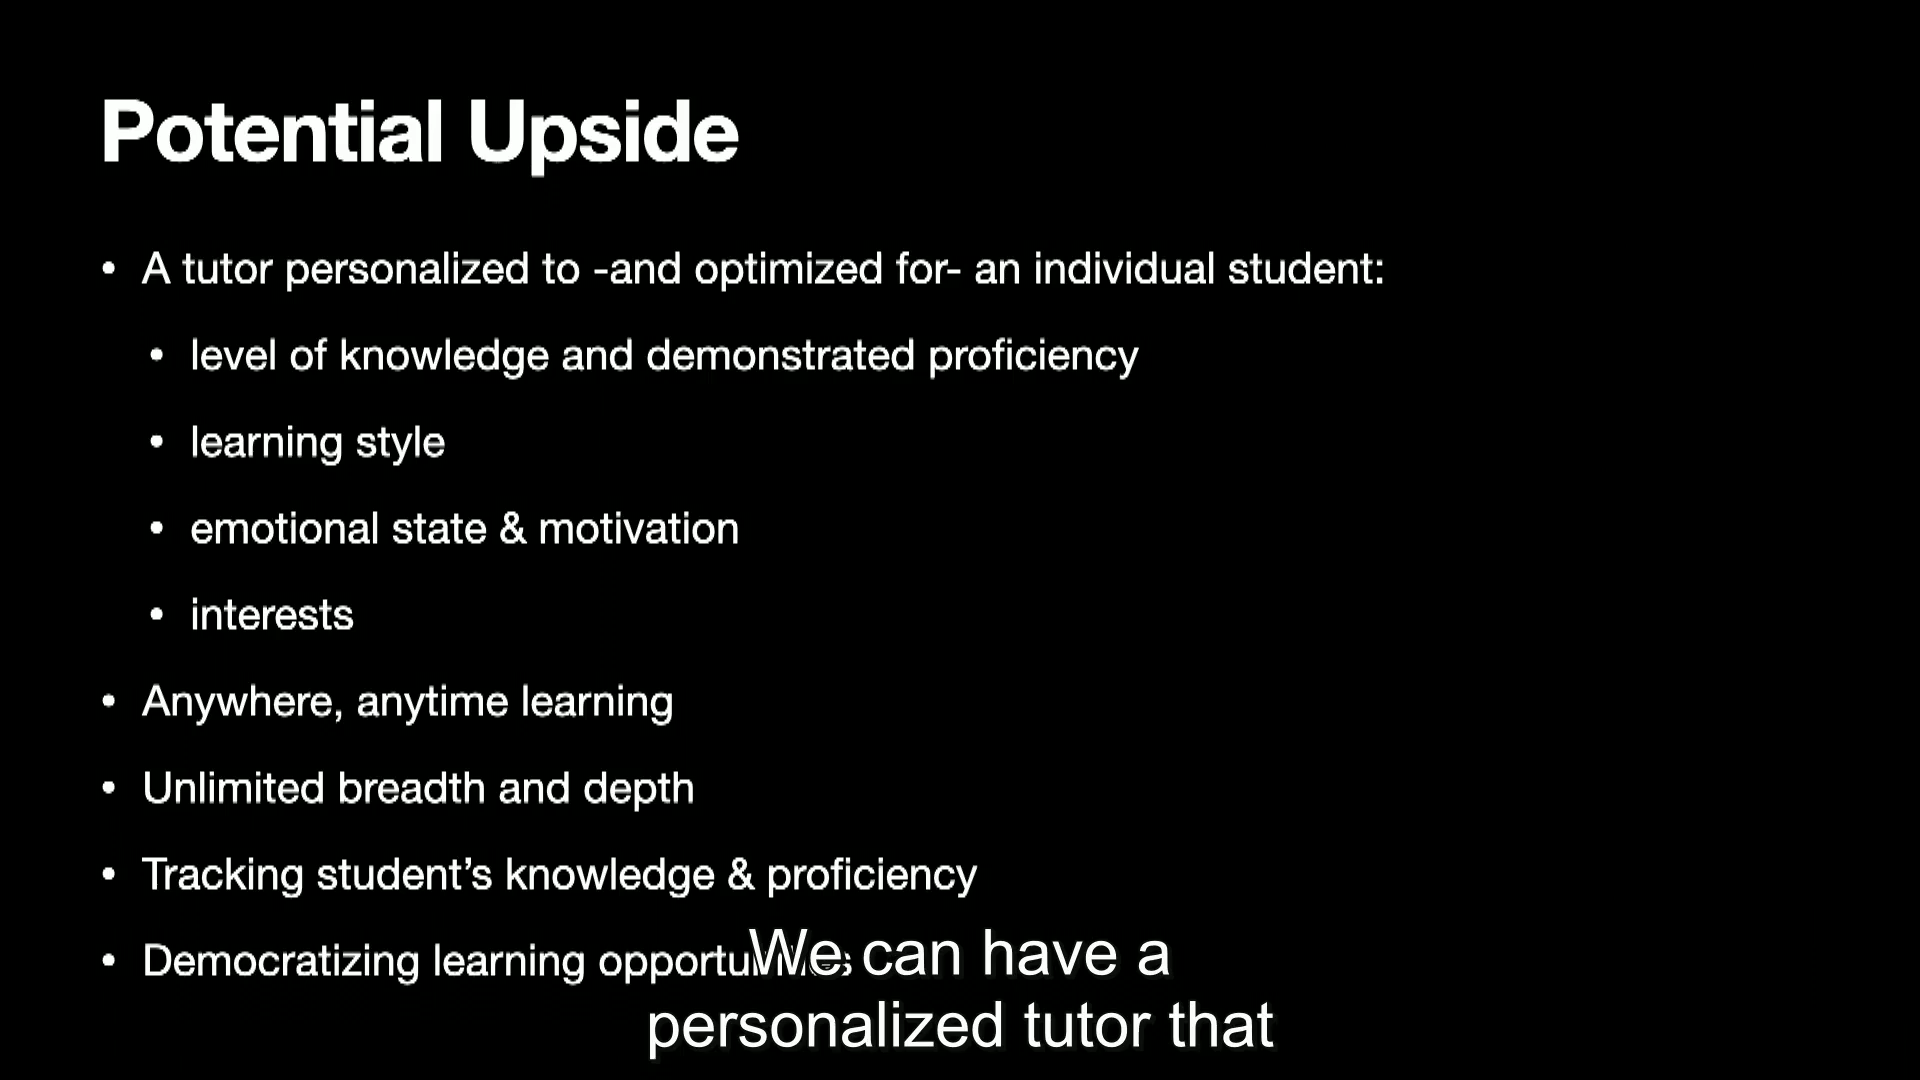 Potential Upside
• A tutor personalized to -and optimized for- an individual student:
• level of knowledge and demonstrated proficiency
• learning style
• emotional state & motivation
• interests
• Anywhere, anytime learning
• Unlimited breadth and depth
• Tracking student’s knowledge & proficiency
• Democratizing learning
We can have a
personalized tutor that